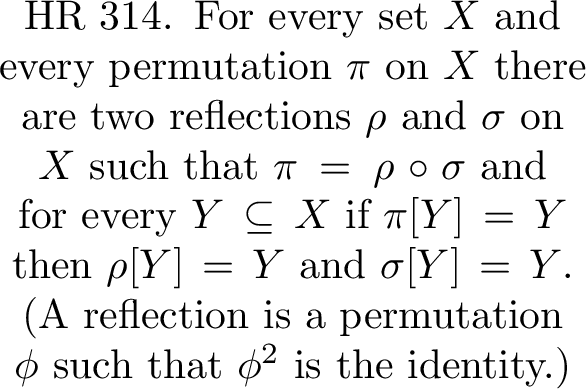 HR 314. For every set X and
every permutation π on X there
are two reflections ρ and σ on
X such that π = ρ ∘ σ and
for every Y ⊆ X if π[Y] = Y
then ρ[Y] = Y and σ[Y] = Y.
(A reflection is a permutation
ϕ such that ϕ² is the identity.)